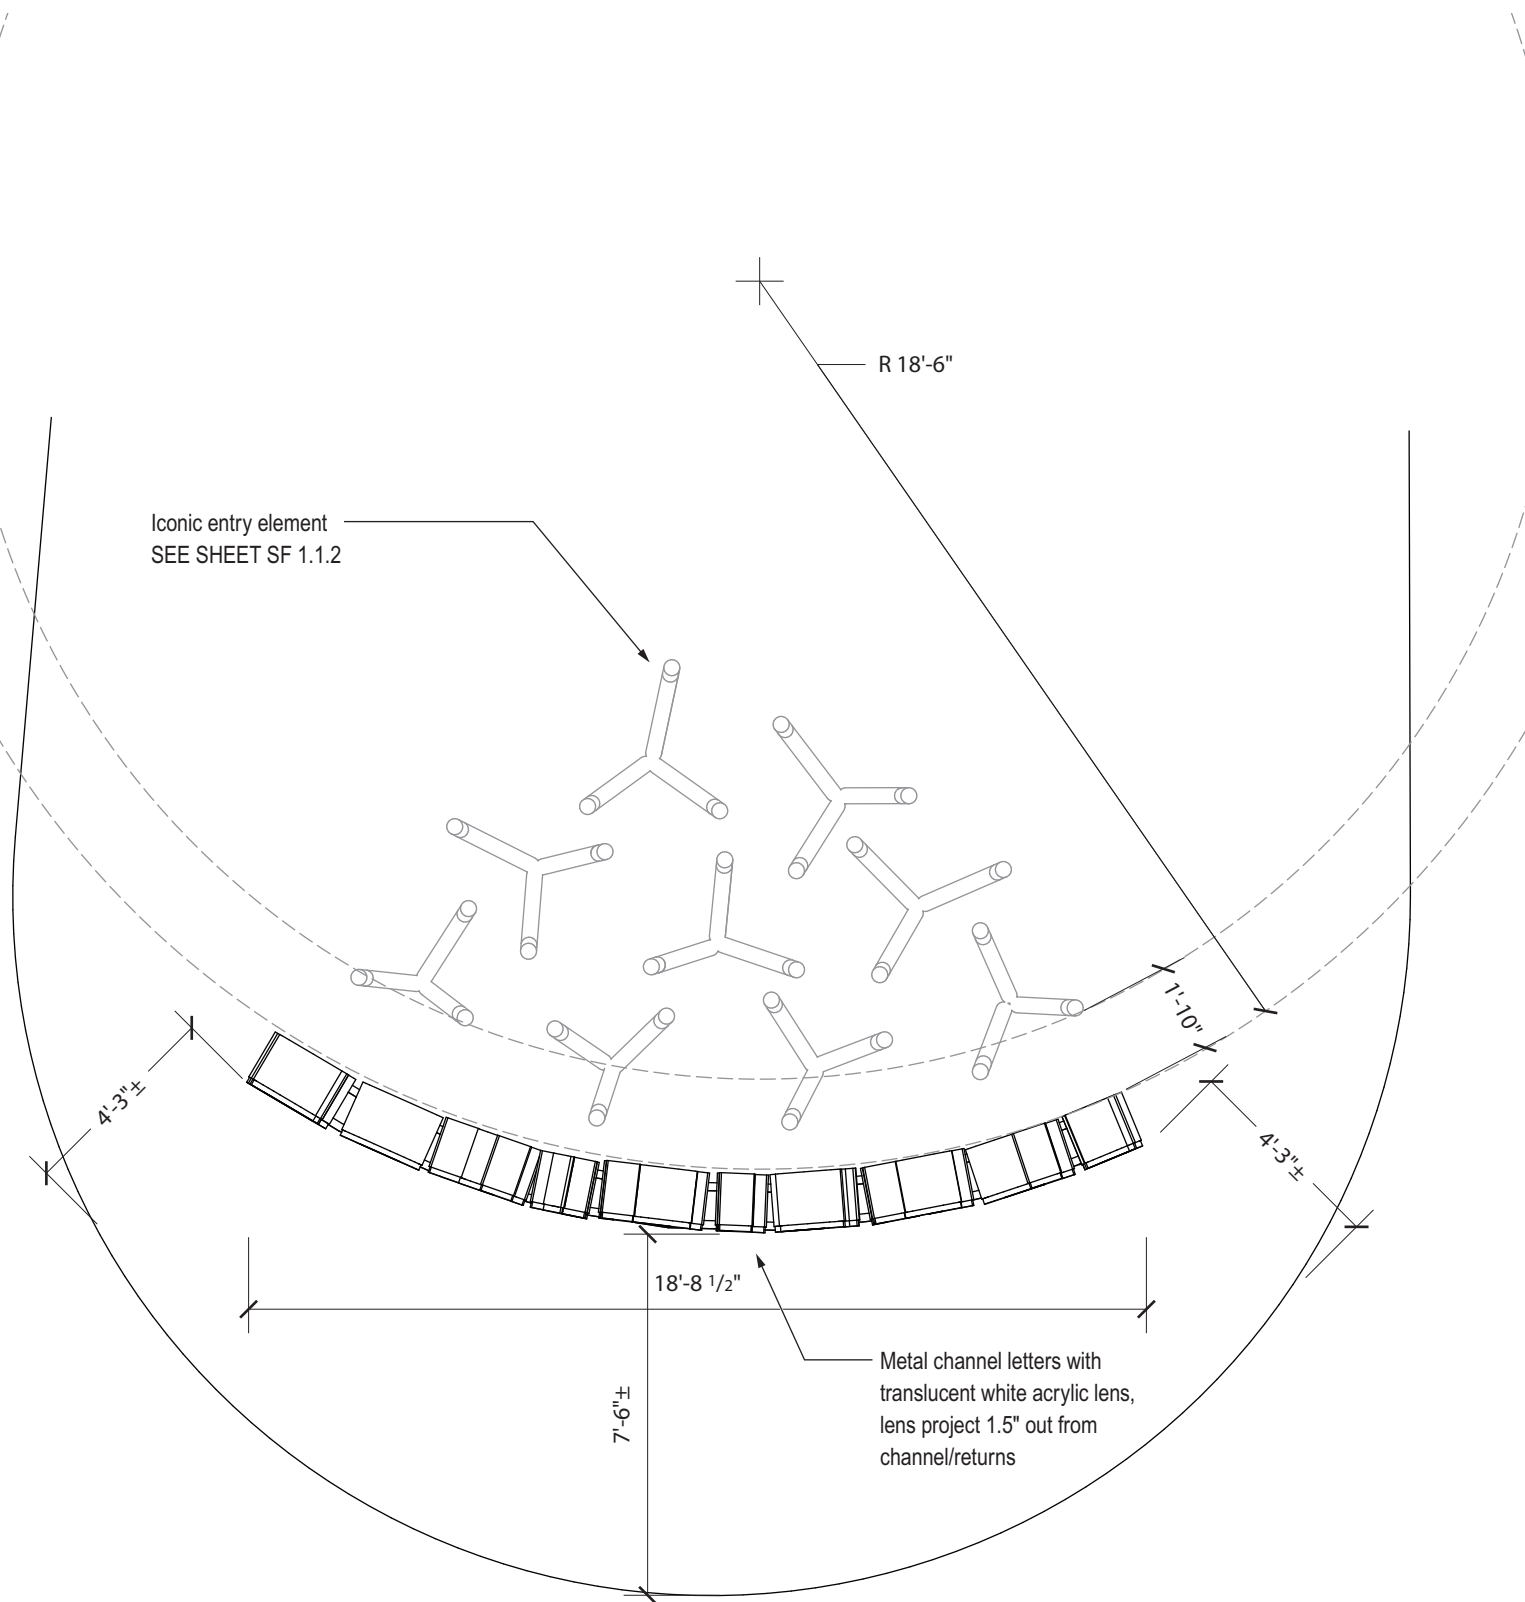 R 18'-6"
Iconic entry element
SEE SHEET SF 1.1.2
1'-10"
4'-3"±
4'-3"±
18'-8 1/2"
Metal channel letters with
translucent white acrylic lens,
lens project 1.5" out from
channel/returns
7'-6"±